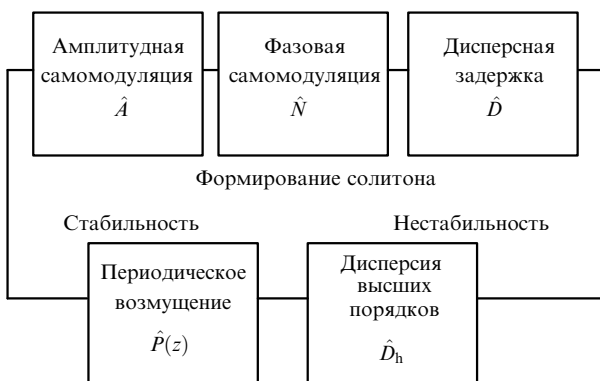 Амплитудная
самомодуляция
Â
Фазовая
самомодуляция
N̂
Дисперсная
задержка
D̂
Формирование солитона
Стабильность
Нестабильность
Периодическое
возмущение
P̂(z)
Дисперсия
высших
порядков
D̂h